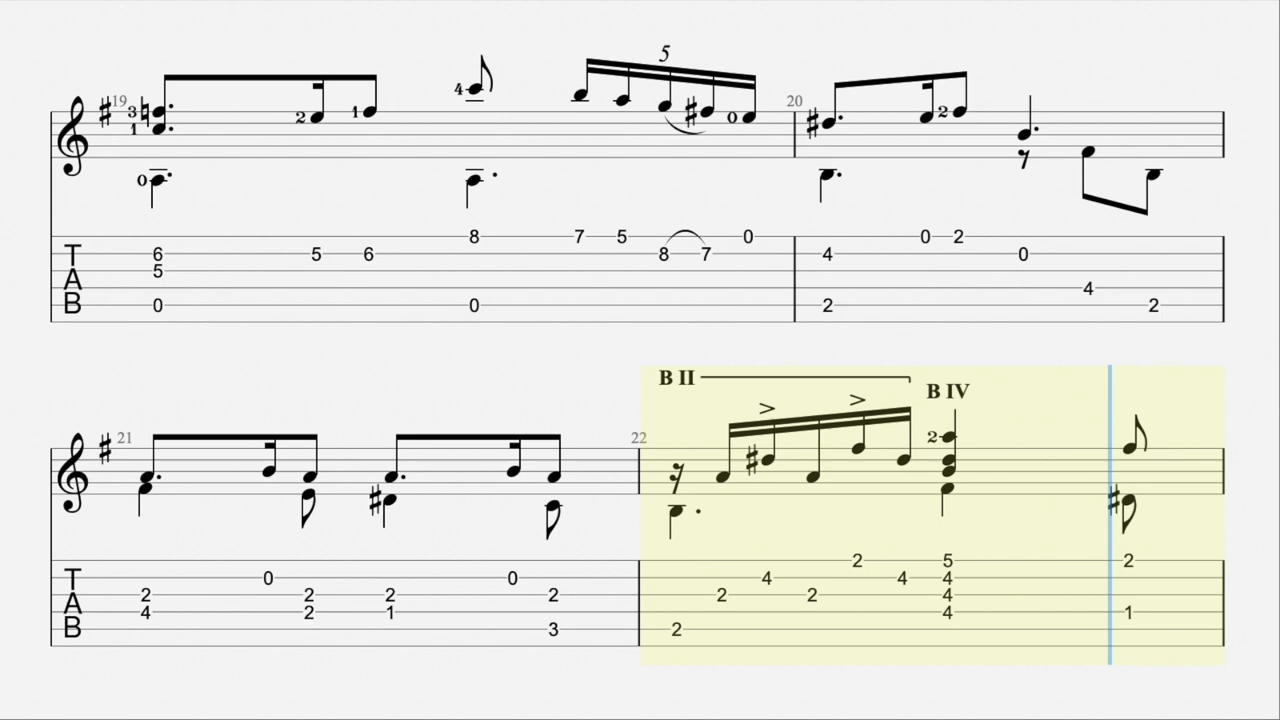 5
19 3 1 2 1 4 0 20 2
0
8 7 5 0 0 2
T 6 5 6 8 7 4 0
A 5
4
B 0 0 2 2
B II
B IV
21 22 2
2 5 2
T 0 0 4 4 4
A 2 2 2 2 2 2 4
4 2 1 4 1
B 3 2